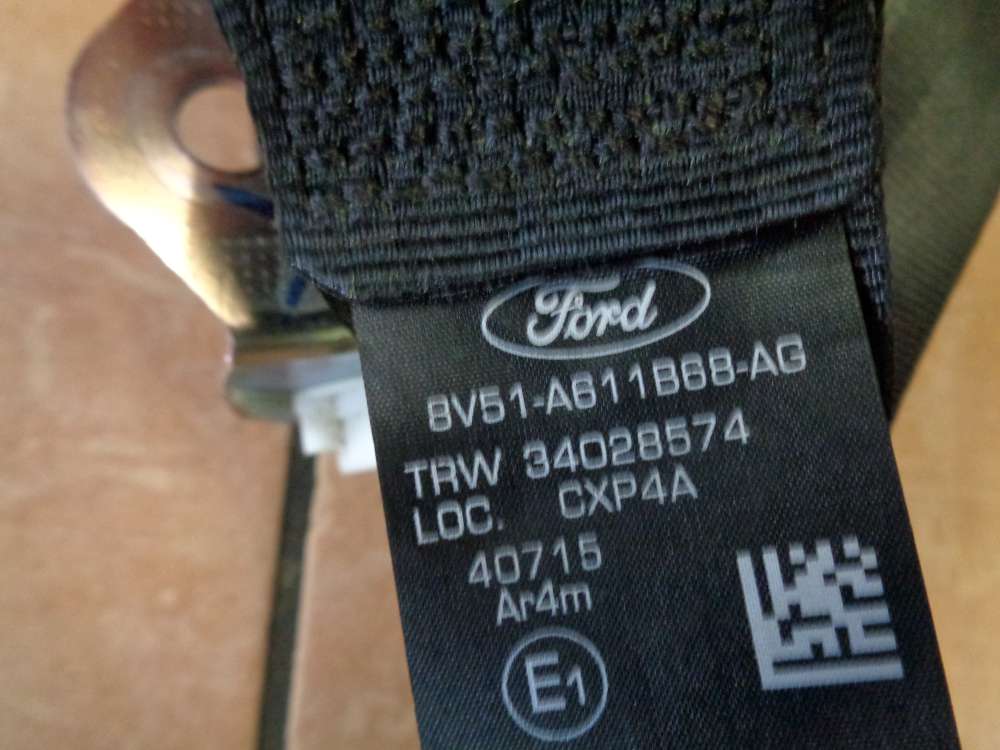 Ford
8V51-A611B68-AG
TRW 34028574
LOC. CXP4A
40715
Ar4m
E1